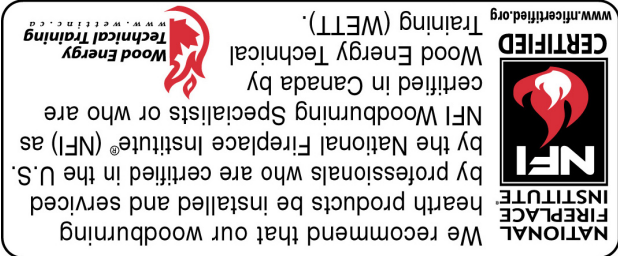 NATIONAL
FIREPLACE
INSTITUTE®
NFI
CERTIFIED
www.nficertified.org
We recommend that our woodburning
hearth products be installed and serviced
by professionals who are certified in the U.S.
by the National Fireplace Institute® (NFI) as
NFI Woodburning Specialists or who are
certified in Canada by
Wood Energy Technical
Training (WETT).
Wood Energy
Technical Training
www.wettinc.ca